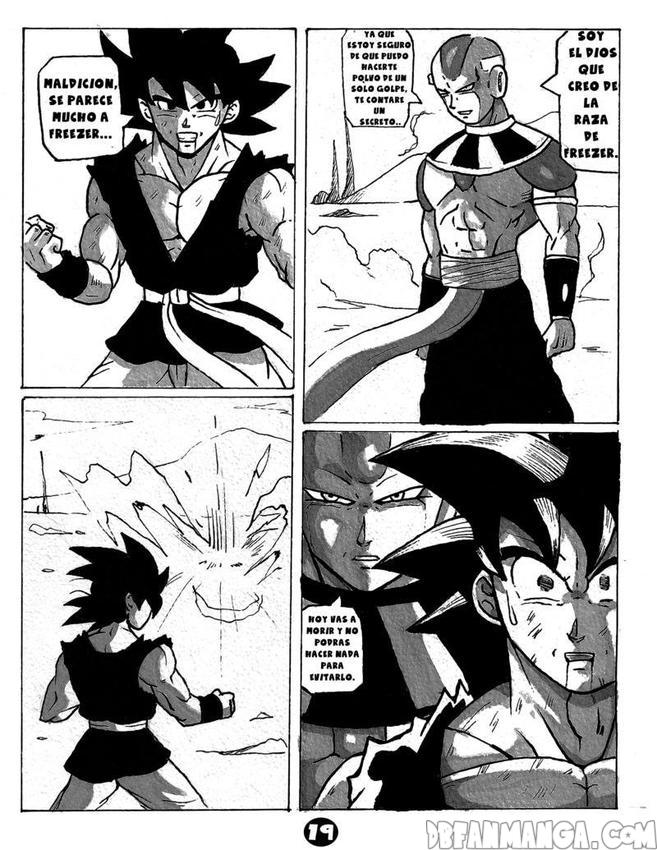 MALDICION,
SE PARECE
MUCHO A
FREEZER...
YA QUE
ESTOY SEGURO
DE QUE PUEDO
HACERTE
POLVO DE UN
SOLO GOLPE,
TE CONTARE
UN
SECRETO..
SOY
EL DIOS
QUE
CREO DE
LA
RAZA
DE
FREEZER.
HOY VAS A
MORIR Y NO
PODRAS
HACER NADA
PARA
EVITARLO.
19
DBFANMANGA.COM